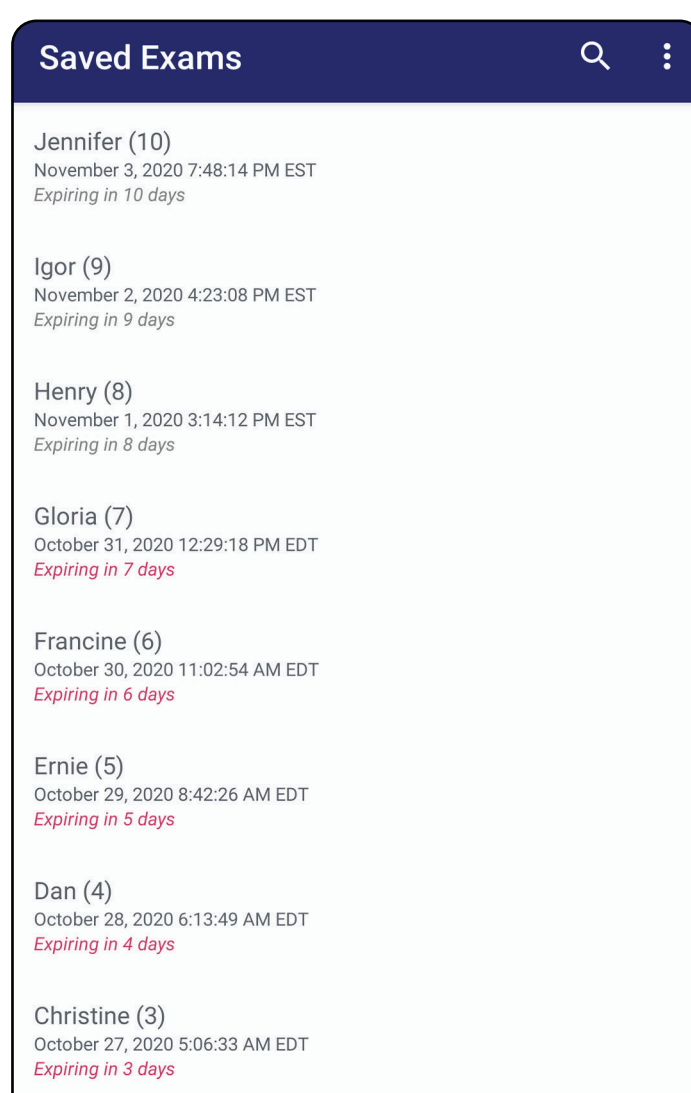 Saved Exams
Jennifer (10)
November 3, 2020 7:48:14 PM EST
Expiring in 10 days
Igor (9)
November 2, 2020 4:23:08 PM EST
Expiring in 9 days
Henry (8)
November 1, 2020 3:14:12 PM EST
Expiring in 8 days
Gloria (7)
October 31, 2020 12:29:18 PM EDT
Expiring in 7 days
Francine (6)
October 30, 2020 11:02:54 AM EDT
Expiring in 6 days
Ernie (5)
October 29, 2020 8:42:26 AM EDT
Expiring in 5 days
Dan (4)
October 28, 2020 6:13:49 AM EDT
Expiring in 4 days
Christine (3)
October 27, 2020 5:06:33 AM EDT
Expiring in 3 days